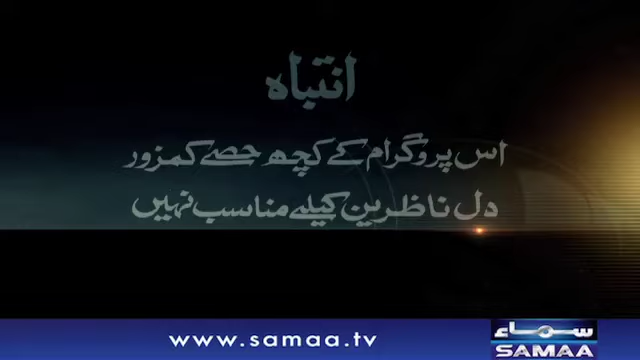 انتباہ
اس پروگرام کے کچھ حصے کمزور
دل ناظرین کیلئے مناسب نہیں
www.samaa.tv
سماء
SAMAA